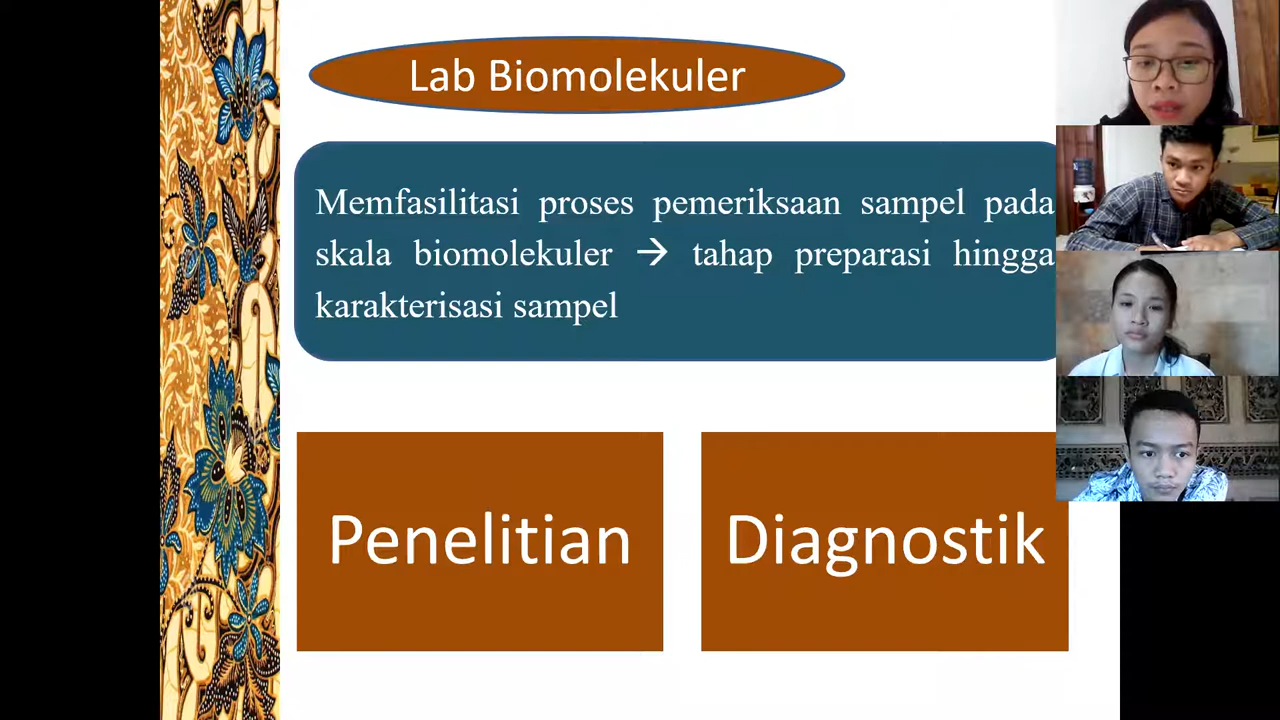 Lab Biomolekuler
Memfasilitasi proses pemeriksaan sampel pada
skala biomolekuler → tahap preparasi hingga
karakterisasi sampel
Penelitian
Diagnostik